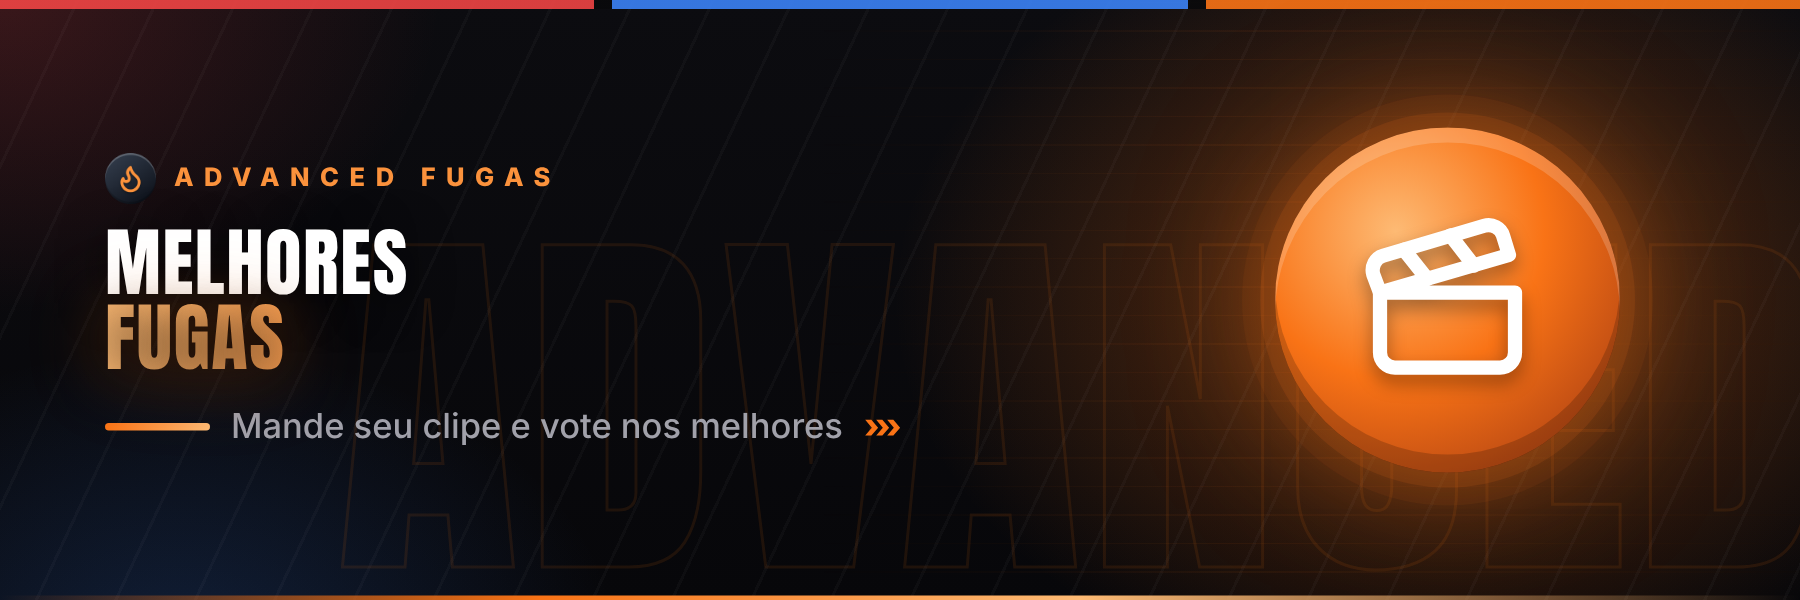 ADVANCED FUGAS
MELHORES
FUGAS
Mande seu clipe e vote nos melhores
ADVANCED